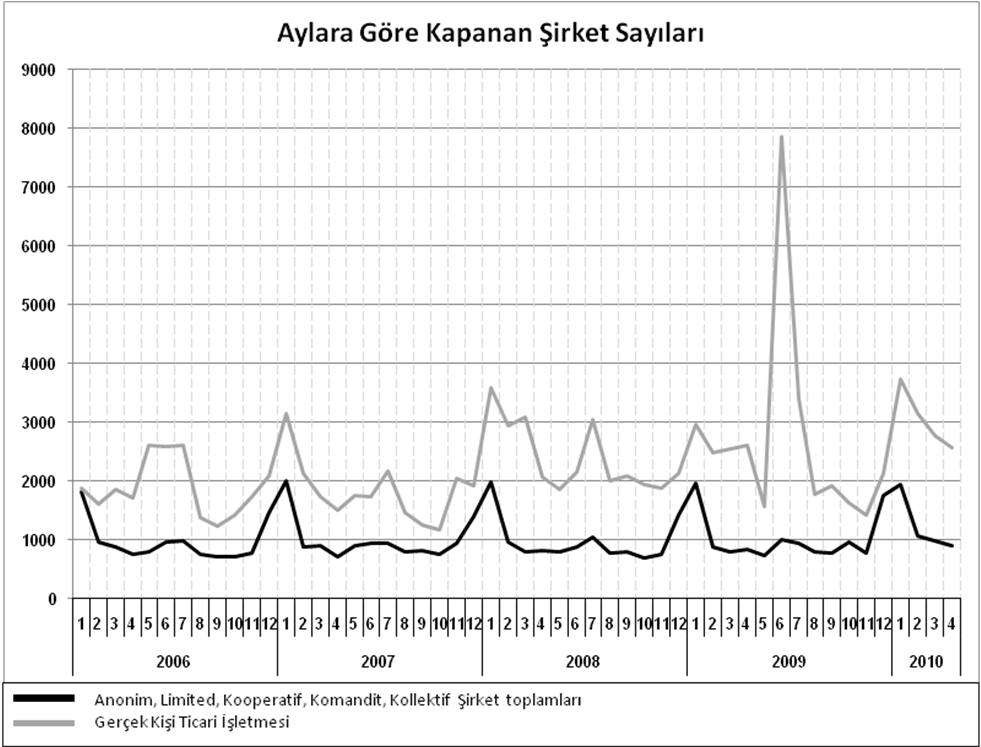 Aylara Göre Kapanan Şirket Sayıları
9000
8000
7000
6000
5000
4000
3000
2000
1000
0
1 2 3 4 5 6 7 8 9 10 11 12 1 2 3 4 5 6 7 8 9 10 11 12 1 2 3 4 5 6 7 8 9 10 11 12 1 2 3 4 5 6 7 8 9 10 11 12 1 2 3 4
2006 2007 2008 2009 2010
Anonim, Limited, Kooperatif, Komandit, Kollektif Şirket toplamları
Gerçek Kişi Ticari İşletmesi